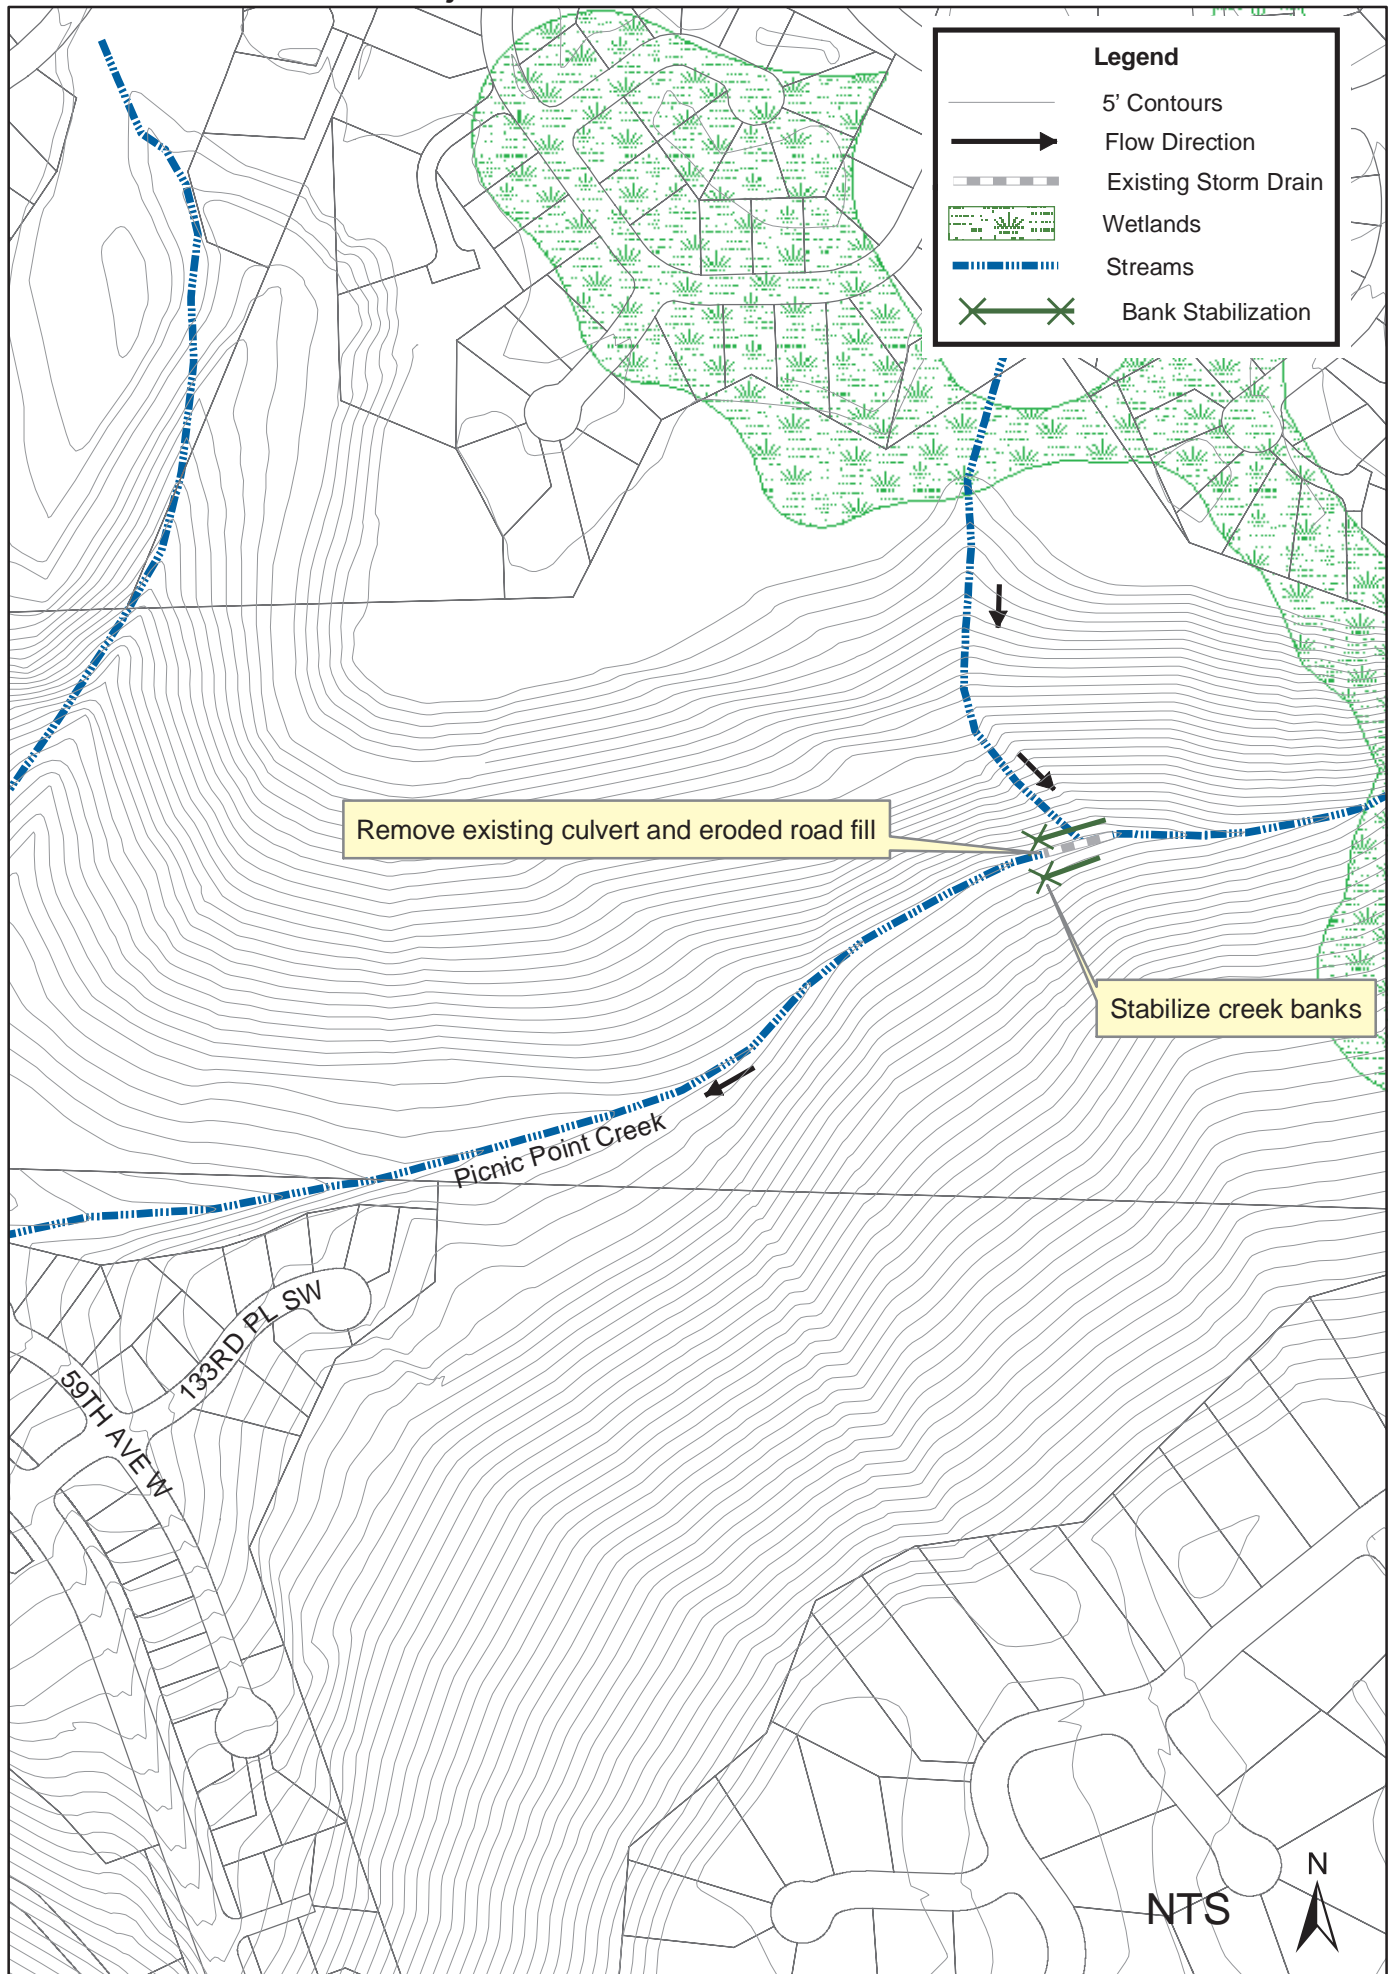 Legend
5' Contours
Flow Direction
Existing Storm Drain
Wetlands
Streams
Bank Stabilization
Remove existing culvert and eroded road fill
Stabilize creek banks
Picnic Point Creek
133RD PL SW
59TH AVE W
N
NTS